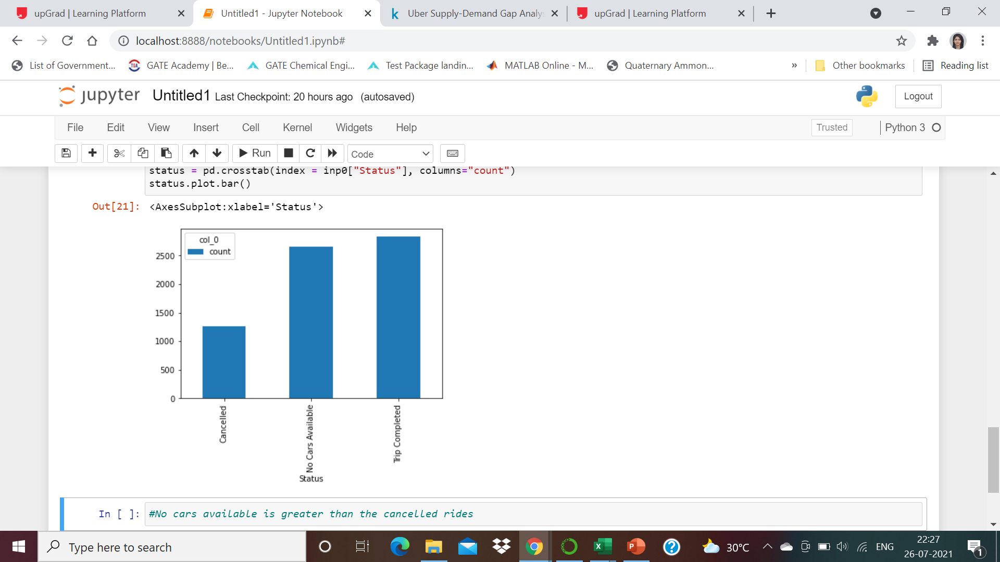 upGrad | Learning Platform
Untitled1 - Jupyter Notebook
Uber Supply-Demand Gap Analys
upGrad | Learning Platform
localhost:8888/notebooks/Untitled1.ipynb#
List of Government...
GATE Academy | Be...
GATE Chemical Engi...
Test Package landin...
MATLAB Online - M...
Quaternary Ammon...
»
Other bookmarks
Reading list
jupyter Untitled1 Last Checkpoint: 20 hours ago (autosaved)
Logout
File Edit View Insert Cell Kernel Widgets Help
Trusted
Python 3
Run
Code
status = pd.crosstab(index = inp0["Status"], columns="count")
status.plot.bar()
Out[21]: <AxesSubplot:xlabel='Status'>
col_0
count
2500
2000
1500
1000
500
0
Cancelled
No Cars Available
Trip Completed
Status
In [ ]: #No cars available is greater than the cancelled rides
Type here to search
30°C
ENG
22:27
26-07-2021
1